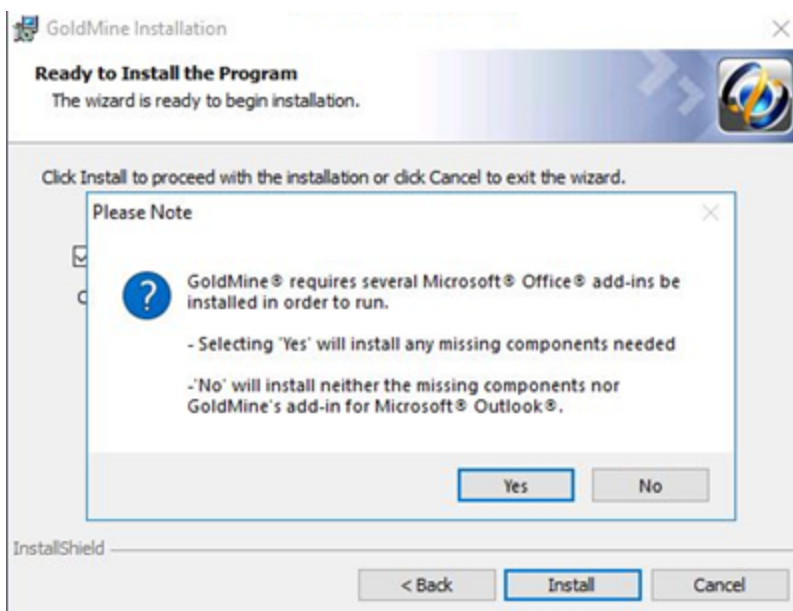 GoldMine Installation
Ready to Install the Program
The wizard is ready to begin installation.
Click Install to proceed with the installation or click Cancel to exit the wizard.
Please Note
GoldMine® requires several Microsoft® Office® add-ins be
installed in order to run.
- Selecting 'Yes' will install any missing components needed
-'No' will install neither the missing components nor
GoldMine's add-in for Microsoft® Outlook®.
Yes
No
InstallShield
< Back
Install
Cancel